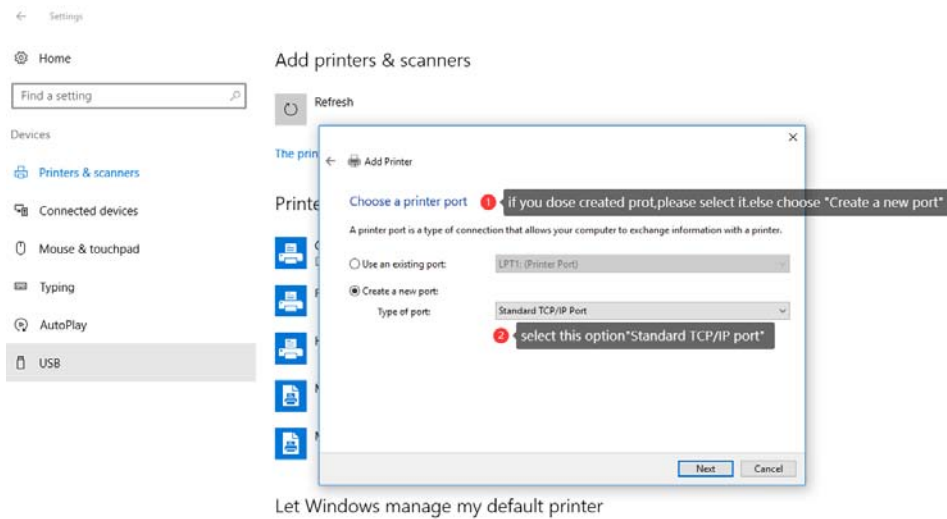 Settings
Home
Find a setting
Devices
Printers & scanners
Connected devices
Mouse & touchpad
Typing
AutoPlay
USB
Add printers & scanners
Refresh
The prin
Printe
Add Printer
Choose a printer port
1 if you dose created prot,please select it.else choose "Create a new port"
A printer port is a type of connection that allows your computer to exchange information with a printer.
Use an existing port: LPT1: (Printer Port)
Create a new port:
Type of port: Standard TCP/IP Port
2 select this option"Standard TCP/IP port"
Next Cancel
Let Windows manage my default printer